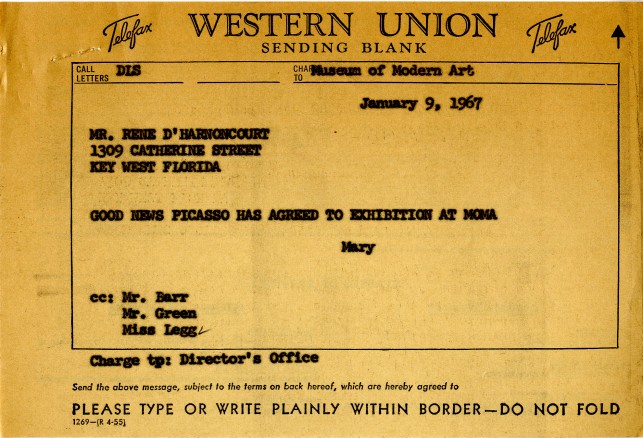 Telefax WESTERN UNION Telefax
SENDING BLANK
CALL LETTERS DLS CHARGE TO Museum of Modern Art
January 9, 1967
MR. RENE D'HARNONCOURT
1309 CATHERINE STREET
KEY WEST FLORIDA
GOOD NEWS PICASSO HAS AGREED TO EXHIBITION AT MOMA
Mary
cc: Mr. Barr
Mr. Green
Miss Legg
Charge tp: Director's Office
Send the above message, subject to the terms on back hereof, which are hereby agreed to
PLEASE TYPE OR WRITE PLAINLY WITHIN BORDER—DO NOT FOLD
1269—(R 4-55)